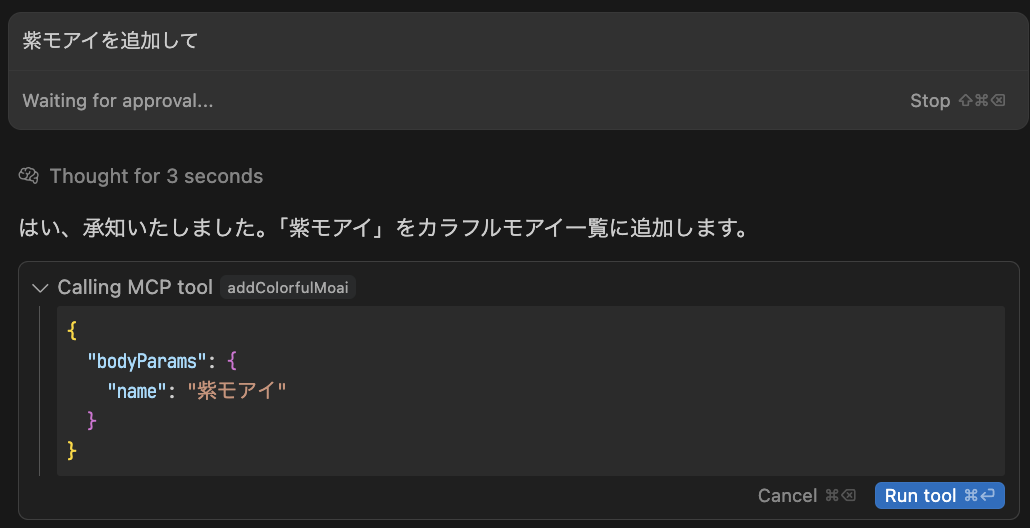 紫モアイを追加して
Waiting for approval...
Stop ⇧⌘⌫
Thought for 3 seconds
はい、承知いたしました。「紫モアイ」をカラフルモアイ一覧に追加します。
Calling MCP tool addColorfulMoai
{
  "bodyParams": {
    "name": "紫モアイ"
  }
}
Cancel ⌘⌫
Run tool ⌘⏎